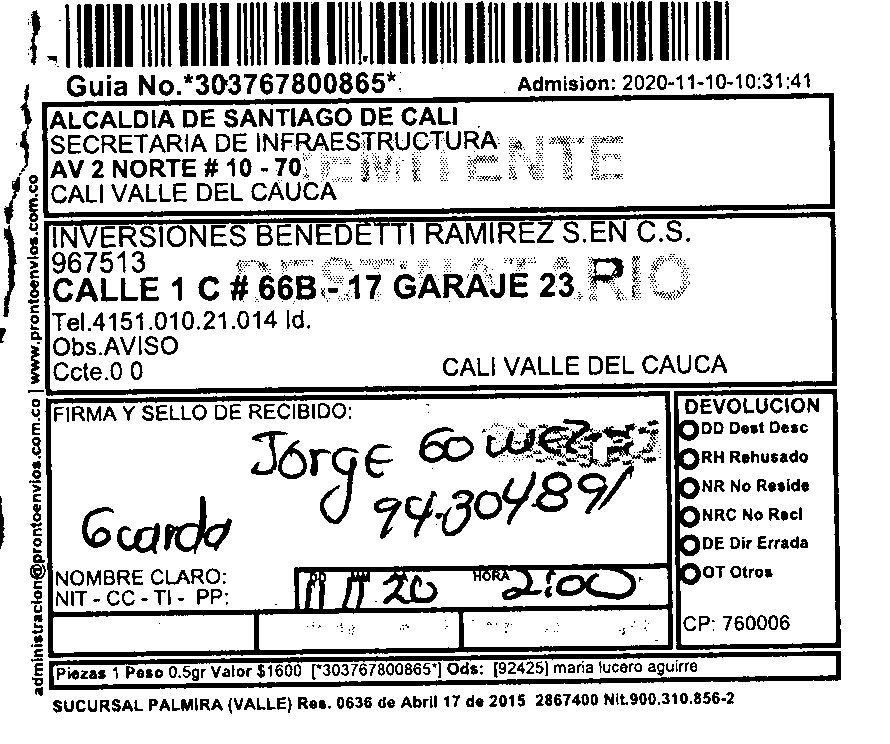 Guia No.*303767800865*
Admision: 2020-11-10-10:31:41
ALCALDIA DE SANTIAGO DE CALI
SECRETARIA DE INFRAESTRUCTURA
AV 2 NORTE # 10 - 70
CALI VALLE DEL CAUCA
REMITENTE
INVERSIONES BENEDETTI RAMIREZ S.EN C.S.
967513
DESTINATARIO
CALLE 1 C # 66B - 17 GARAJE 23
Tel.4151.010.21.014 Id.
Obs.AVISO
Ccte.0 0
CALI VALLE DEL CAUCA
FIRMA Y SELLO DE RECIBIDO:
Jorge Gomez
94.304891
Gcarda
NOMBRE CLARO:
NIT - CC - TI - PP:
11 11 20
HORA
2:00
DEVOLUCION
DD Dest Desc
RH Rehusado
NR No Reside
NRC No Recl
DE Dir Errada
OT Otros
CP: 760006
Piezas 1 Peso 0.5gr Valor $1600 [*303767800865*] Ods: [92425] maria lucero aguirre
SUCURSAL PALMIRA (VALLE) Res. 0636 de Abril 17 de 2015 2867400 Nit.900.310.856-2
administracion@prontoenvios.com.co | www.prontoenvios.com.co